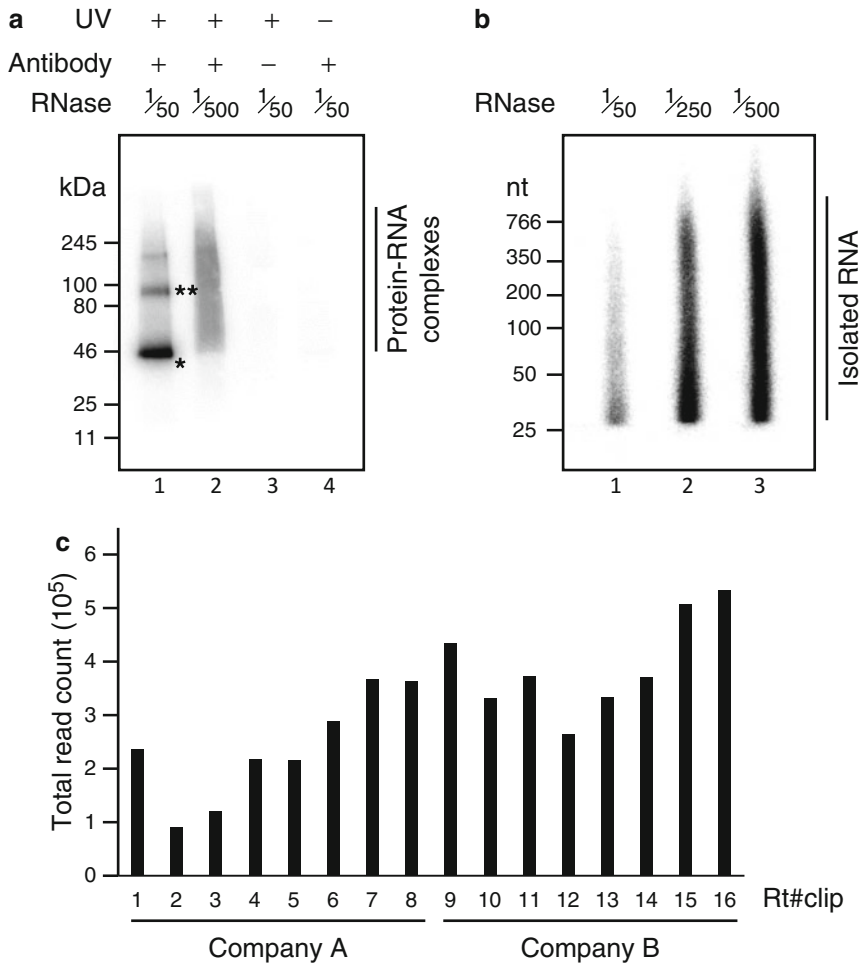 a
UV + + + –
Antibody + + – +
RNase 1/50 1/500 1/50 1/50
kDa
245
100
80
46
25
11
**
*
Protein-RNA
complexes
1 2 3 4
b
RNase 1/50 1/250 1/500
nt
766
350
200
100
50
25
Isolated RNA
1 2 3
c
Total read count (10⁵)
6
5
4
3
2
1
0
1 2 3 4 5 6 7 8 9 10 11 12 13 14 15 16 Rt#clip
Company A Company B